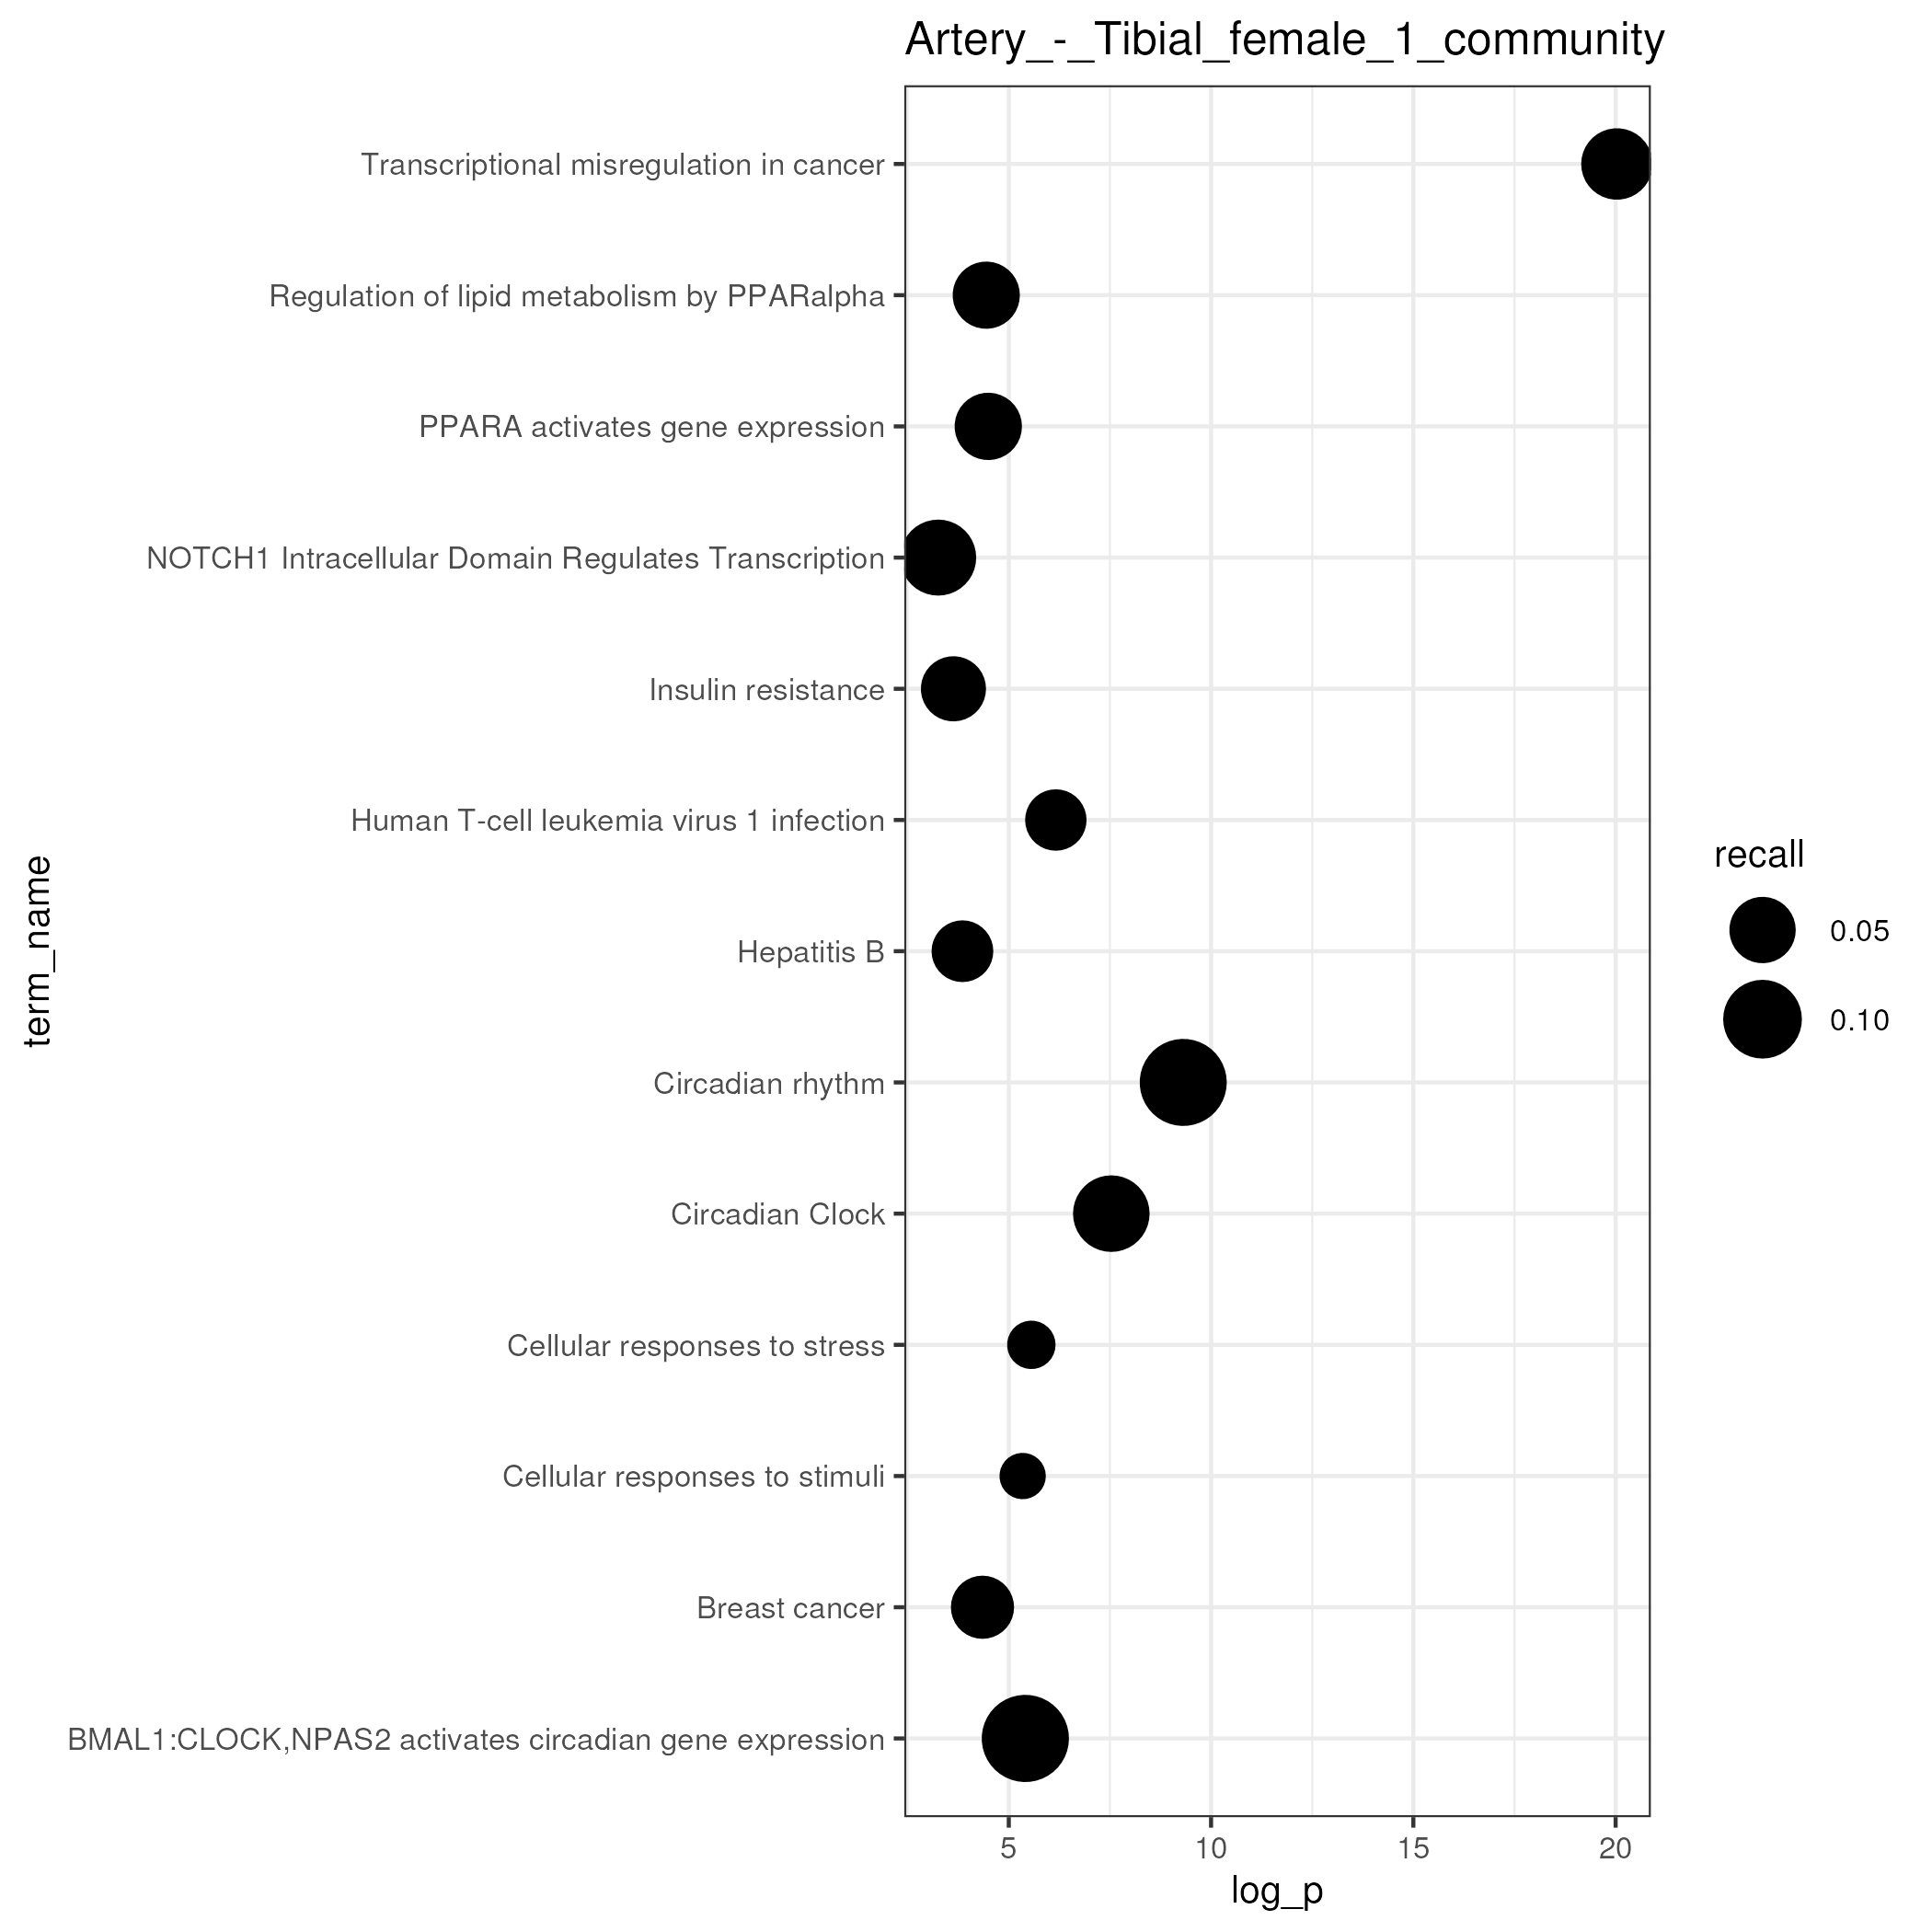 Artery_-_Tibial_female_1_community
Transcriptional misregulation in cancer
Regulation of lipid metabolism by PPARalpha
PPARA activates gene expression
NOTCH1 Intracellular Domain Regulates Transcription
Insulin resistance
Human T-cell leukemia virus 1 infection
Hepatitis B
Circadian rhythm
Circadian Clock
Cellular responses to stress
Cellular responses to stimuli
Breast cancer
BMAL1:CLOCK,NPAS2 activates circadian gene expression
term_name
5 10 15 20
log_p
recall
0.05
0.10